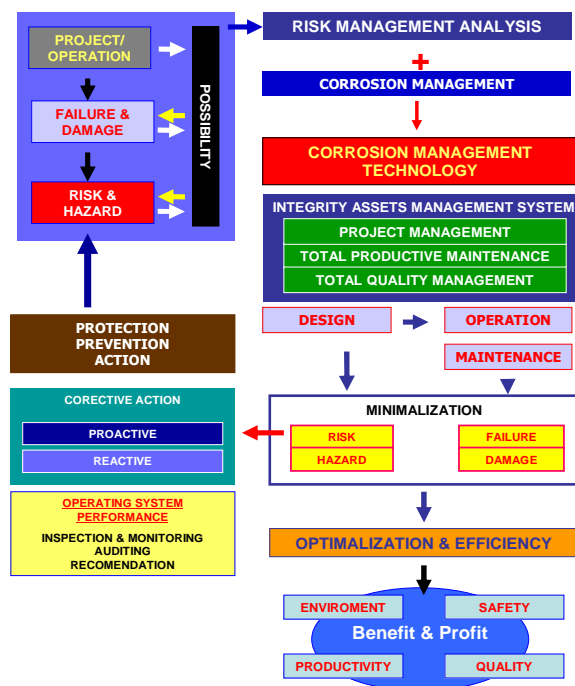 PROJECT/
OPERATION
FAILURE &
DAMAGE
RISK &
HAZARD
POSSIBILITY
RISK MANAGEMENT ANALYSIS
+
CORROSION MANAGEMENT
CORROSION MANAGEMENT
TECHNOLOGY
INTEGRITY ASSETS MANAGEMENT SYSTEM
PROJECT MANAGEMENT
TOTAL PRODUCTIVE MAINTENANCE
TOTAL QUALITY MANAGEMENT
DESIGN
OPERATION
MAINTENANCE
PROTECTION
PREVENTION
ACTION
CORECTIVE ACTION
PROACTIVE
REACTIVE
MINIMALIZATION
RISK
HAZARD
FAILURE
DAMAGE
OPERATING SYSTEM
PERFORMANCE
INSPECTION & MONITORING
AUDITING
RECOMENDATION
OPTIMALIZATION & EFFICIENCY
ENVIROMENT
SAFETY
Benefit & Profit
PRODUCTIVITY
QUALITY